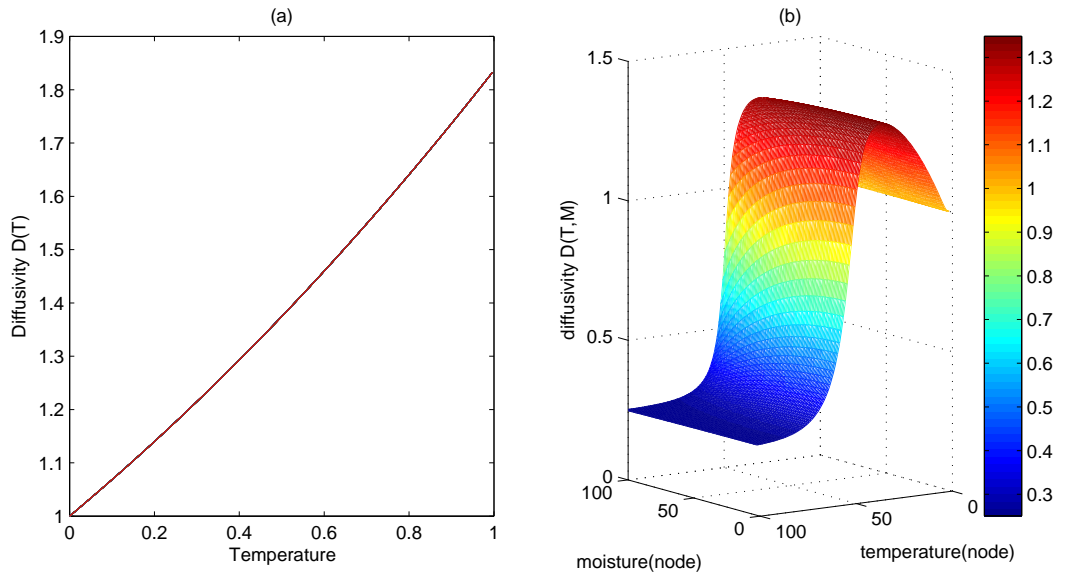 (a)
1.9
1.8
1.7
1.6
1.5
1.4
1.3
1.2
1.1
1
0 0.2 0.4 0.6 0.8 1
Temperature
Diffusivity D(T)
(b)
1.5
1
0.5
0
diffusivity D(T,M)
100 50 0
moisture(node)
100 50 0
temperature(node)
1.3
1.2
1.1
1
0.9
0.8
0.7
0.6
0.5
0.4
0.3